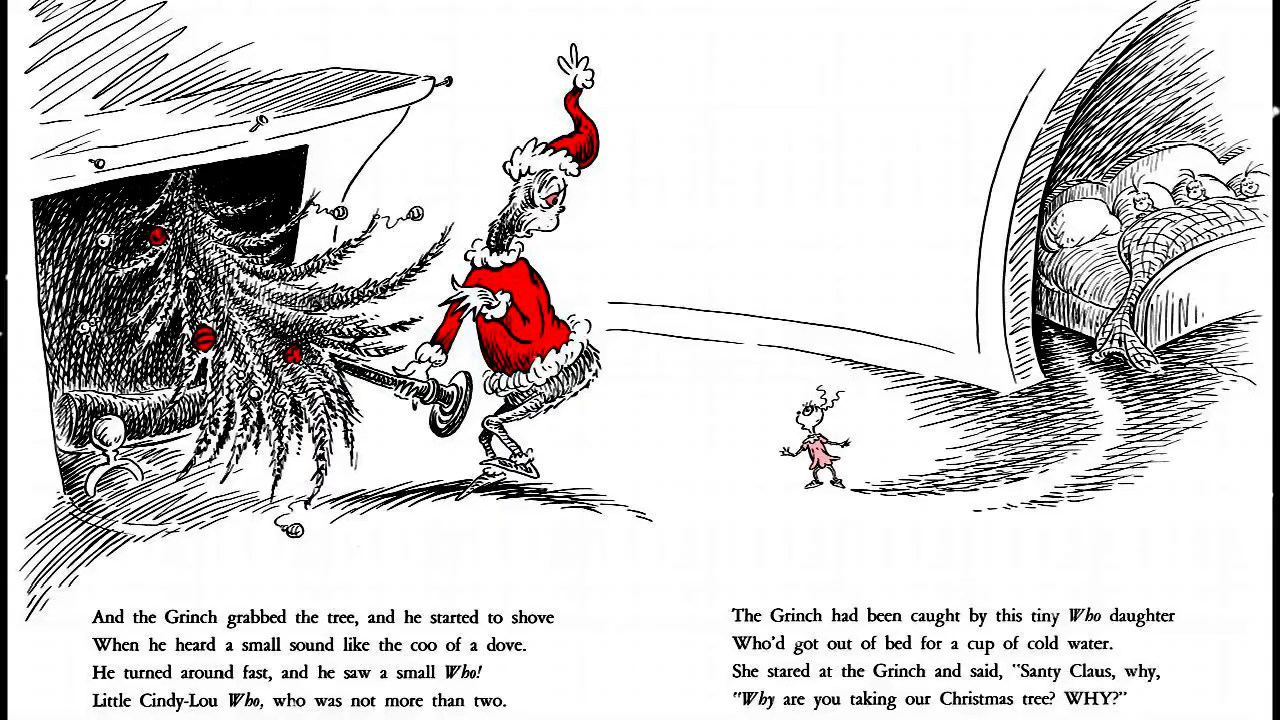 And the Grinch grabbed the tree, and he started to shove
When he heard a small sound like the coo of a dove.
He turned around fast, and he saw a small Who!
Little Cindy-Lou Who, who was not more than two.
The Grinch had been caught by this tiny Who daughter
Who'd got out of bed for a cup of cold water.
She stared at the Grinch and said, "Santy Claus, why,
"Why are you taking our Christmas tree? WHY?"